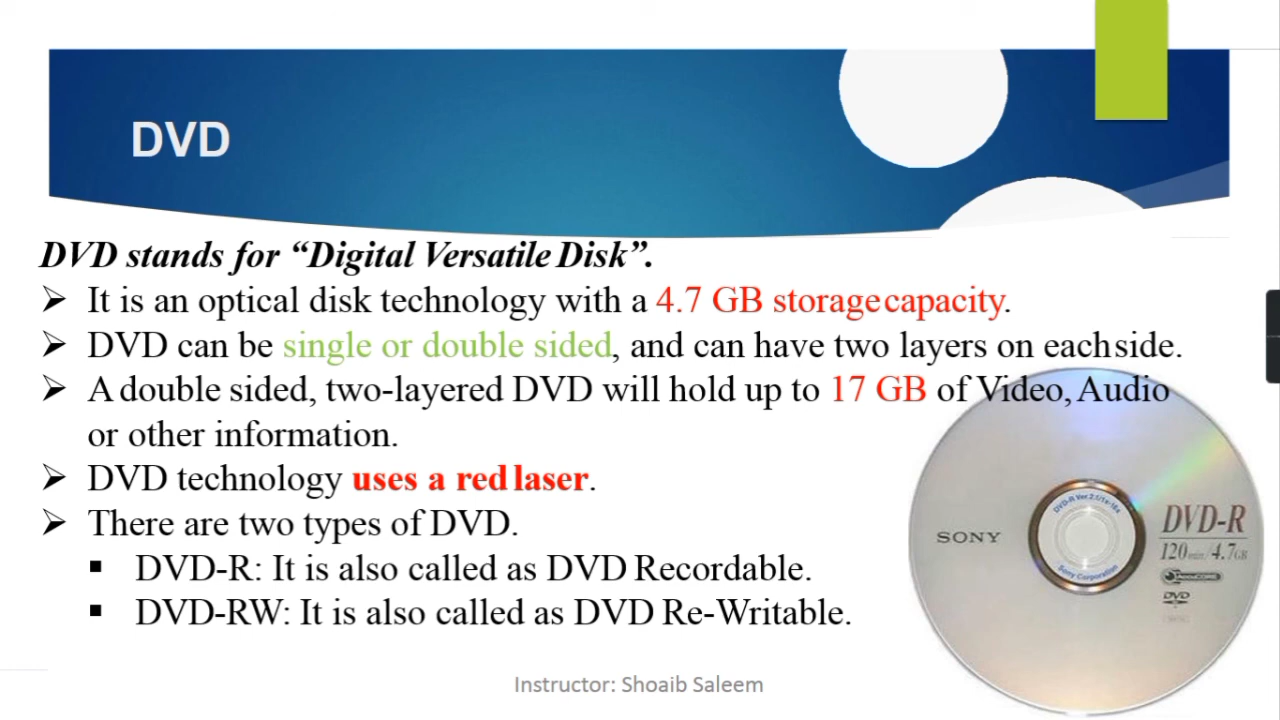 DVD
DVD stands for “Digital Versatile Disk”.
➢ It is an optical disk technology with a 4.7 GB storage capacity.
➢ DVD can be single or double sided, and can have two layers on each side.
➢ A double sided, two-layered DVD will hold up to 17 GB of Video, Audio
or other information.
➢ DVD technology uses a red laser.
➢ There are two types of DVD.
▪ DVD-R: It is also called as DVD Recordable.
▪ DVD-RW: It is also called as DVD Re-Writable.
SONY
DVD-R
120min/4.7GB
AccuCORE
DVD
Sony Corporation
Instructor: Shoaib Saleem